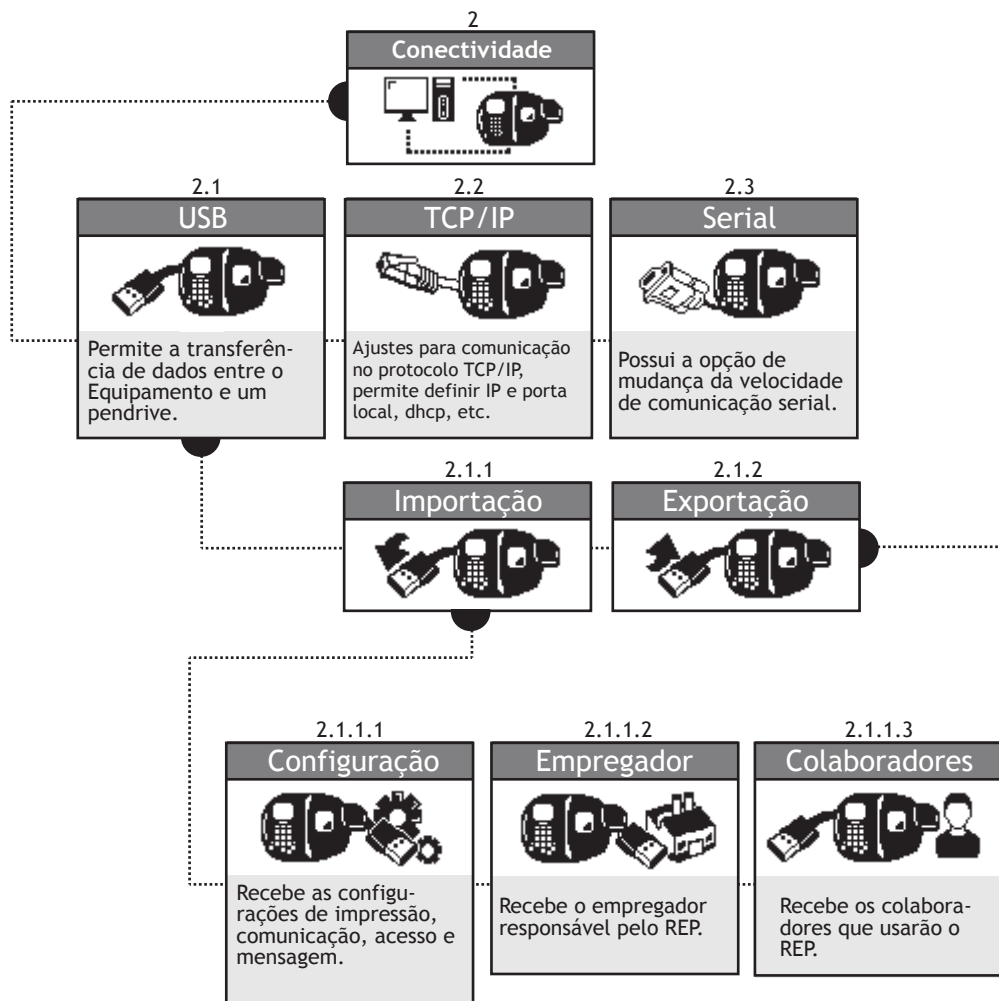 2
Conectividade
2.1
USB
Permite a transferên-
cia de dados entre o
Equipamento e um
pendrive.
2.2
TCP/IP
Ajustes para comunicação
no protocolo TCP/IP,
permite definir IP e porta
local, dhcp, etc.
2.3
Serial
Possui a opção de
mudança da velocidade
de comunicação serial.
2.1.1
Importação
2.1.2
Exportação
2.1.1.1
Configuração
Recebe as configu-
rações de impressão,
comunicação, acesso e
mensagem.
2.1.1.2
Empregador
Recebe o empregador
responsável pelo REP.
2.1.1.3
Colaboradores
Recebe os colabora-
dores que usarão o
REP.